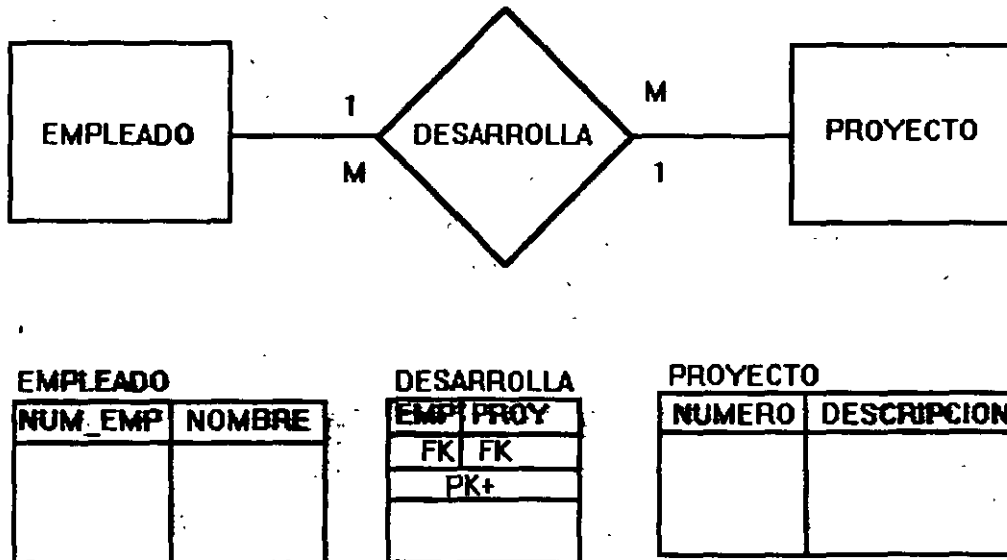 1 M
EMPLEADO DESARROLLA PROYECTO
M 1
EMPLEADO DESARROLLA PROYECTO
NUM_EMP NOMBRE EMP PROY NUMERO DESCRIPCION
FK FK
PK+